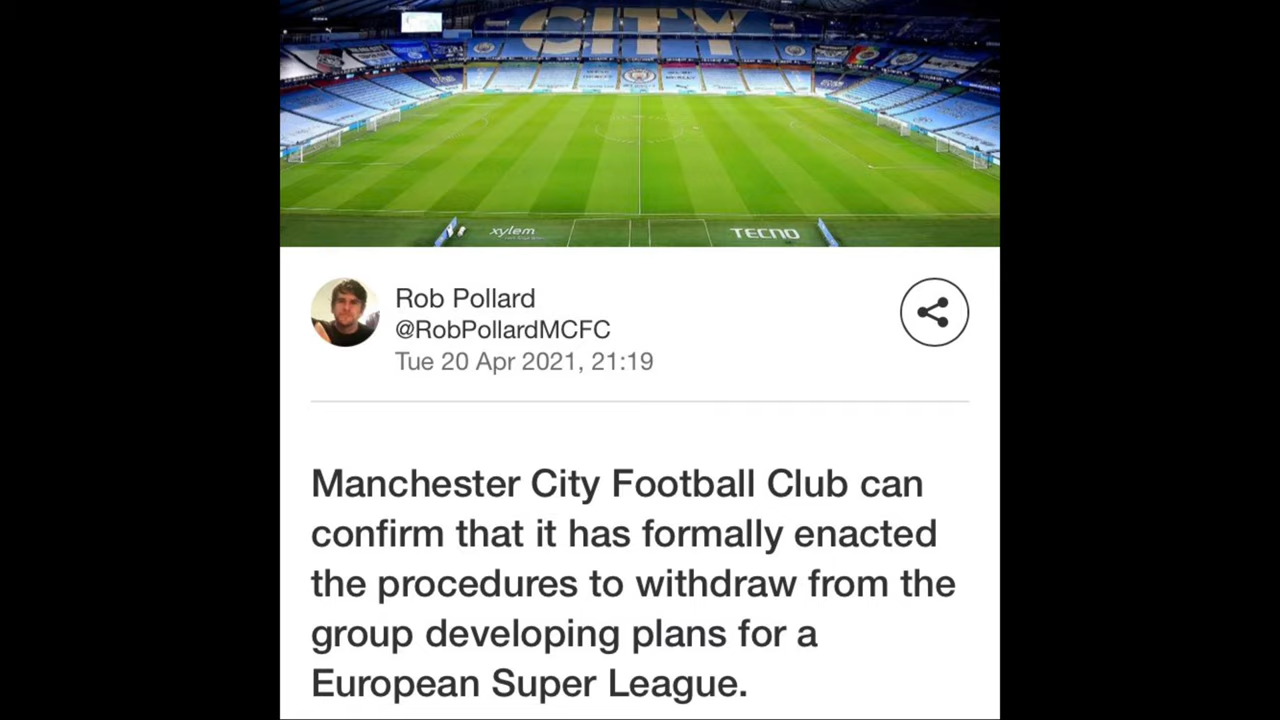 CITY
xylem
TECNO
Rob Pollard
@RobPollardMCFC
Tue 20 Apr 2021, 21:19
Manchester City Football Club can
confirm that it has formally enacted
the procedures to withdraw from the
group developing plans for a
European Super League.